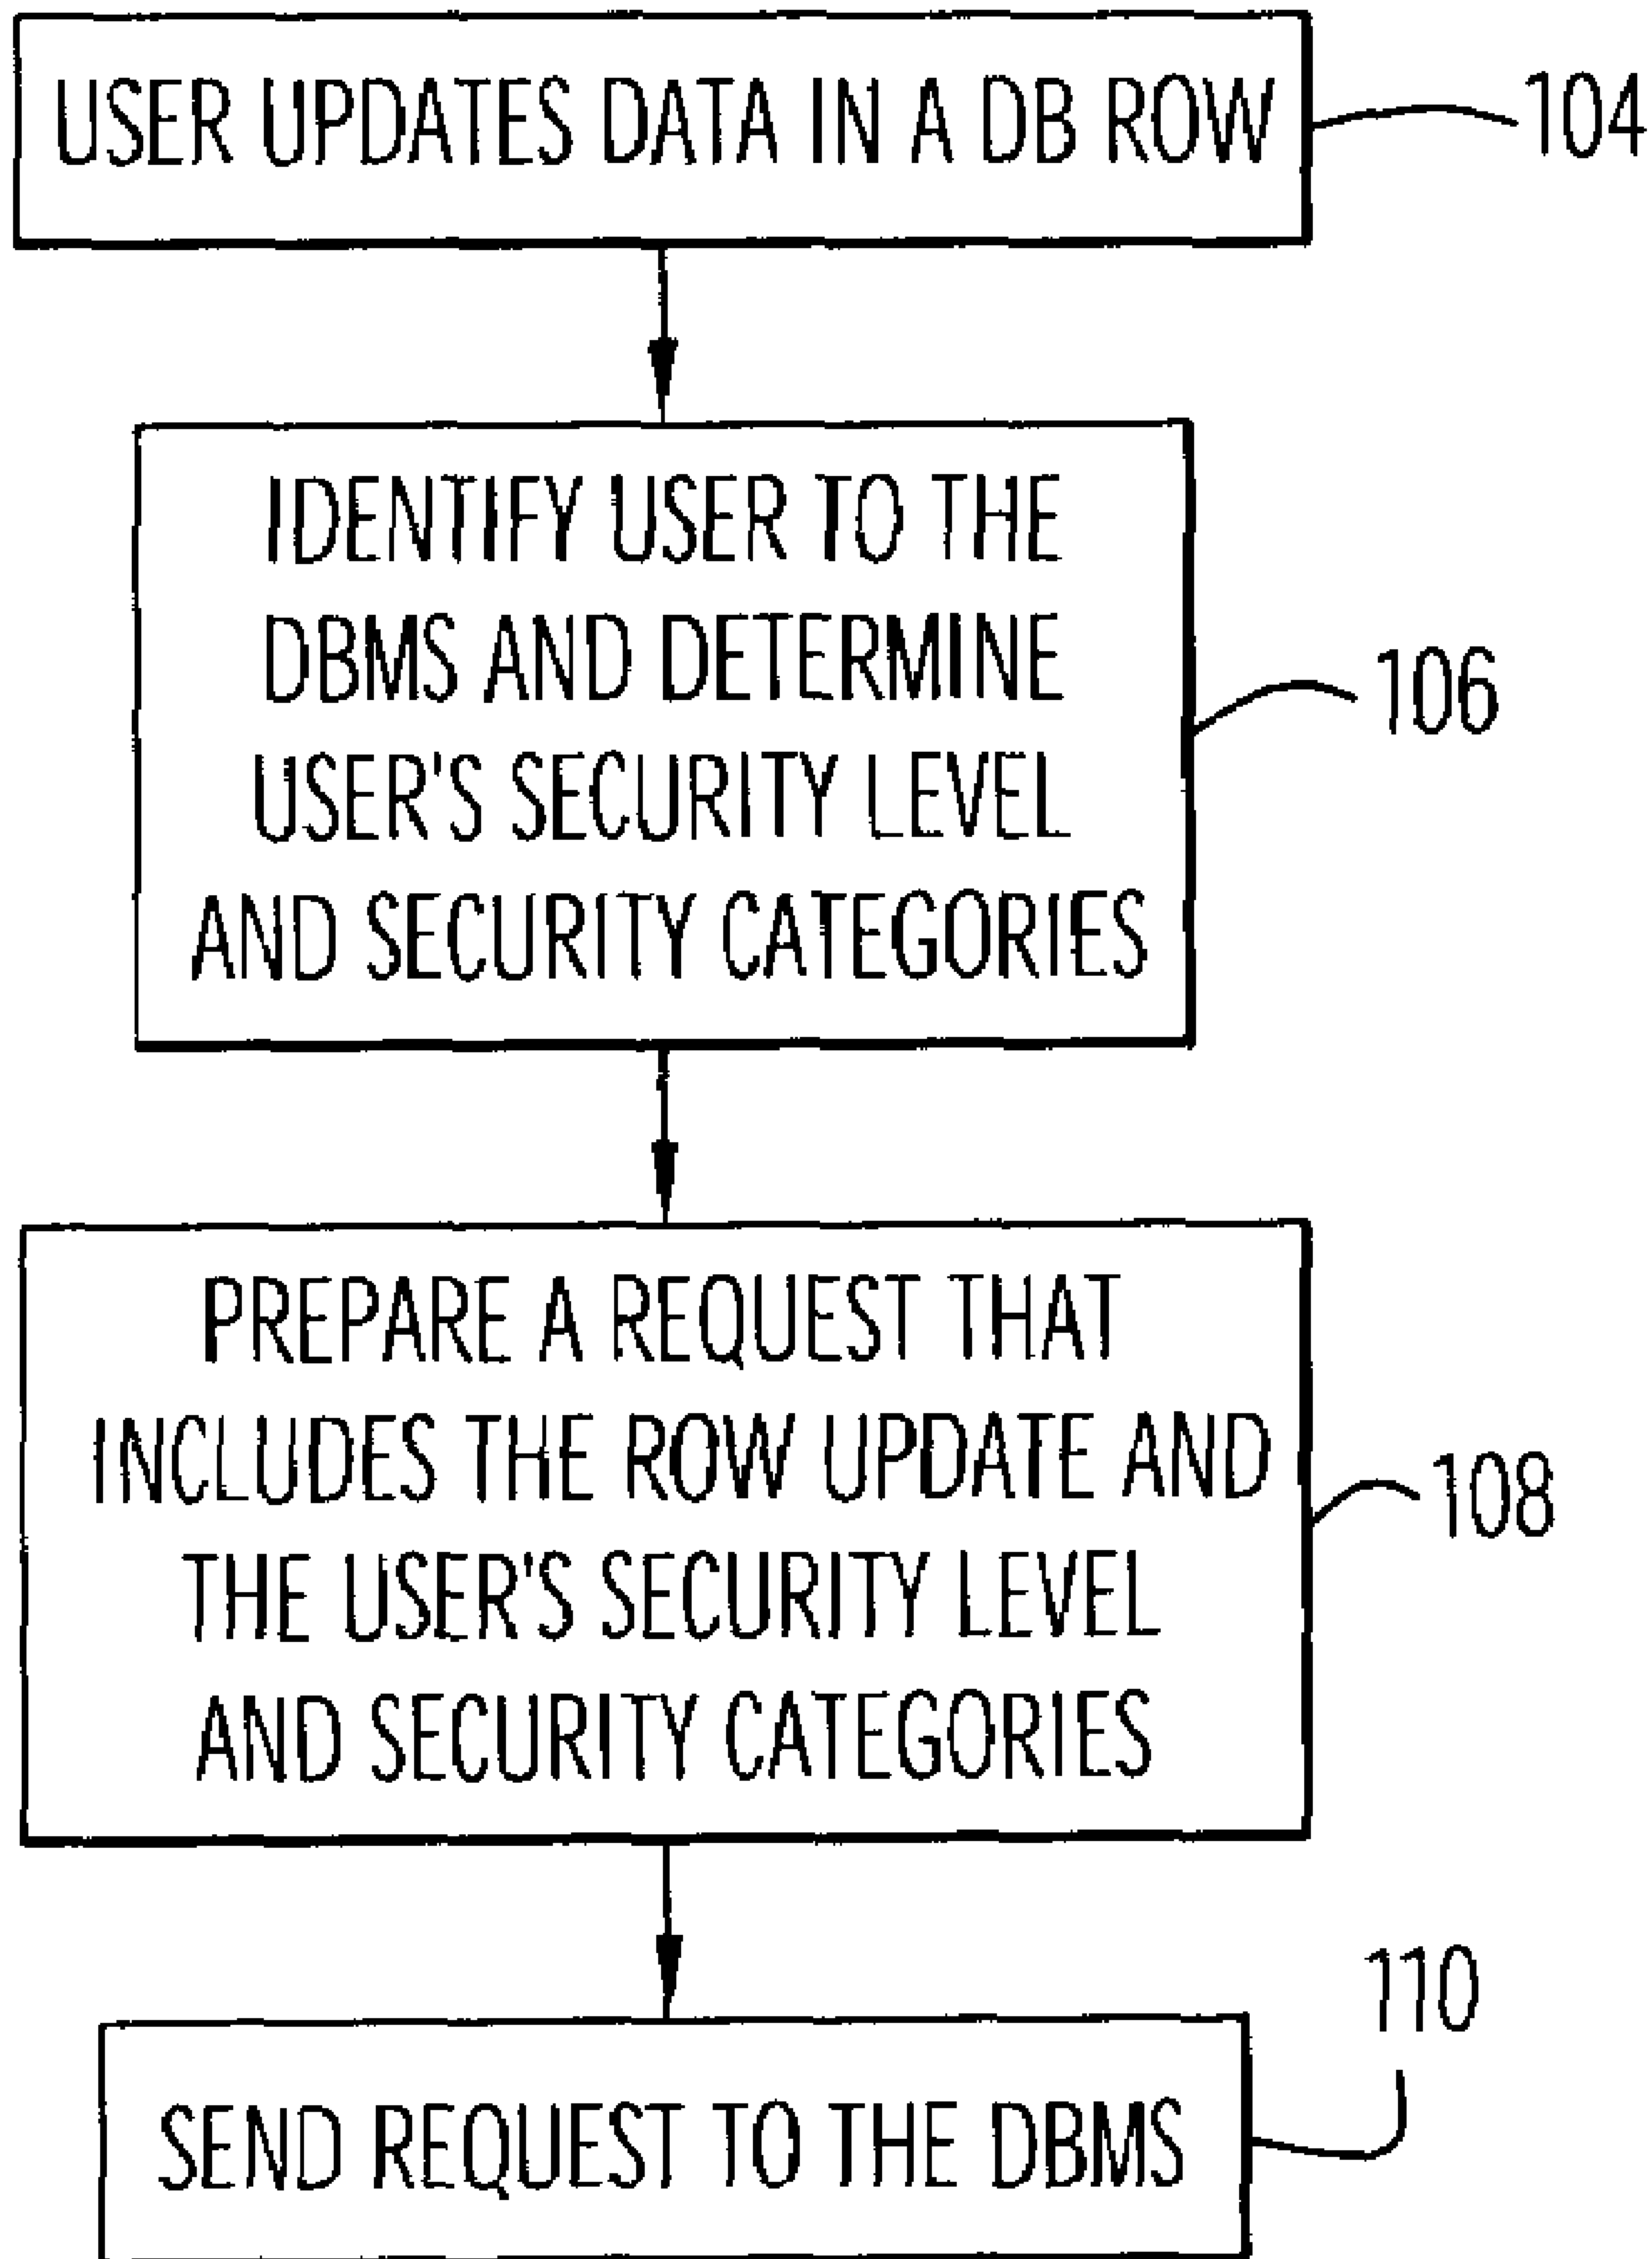 USER UPDATES DATA IN A DB ROW
104
IDENTIFY USER TO THE
DBMS AND DETERMINE
USER'S SECURITY LEVEL
AND SECURITY CATEGORIES
106
PREPARE A REQUEST THAT
INCLUDES THE ROW UPDATE AND
THE USER'S SECURITY LEVEL
AND SECURITY CATEGORIES
108
110
SEND REQUEST TO THE DBMS